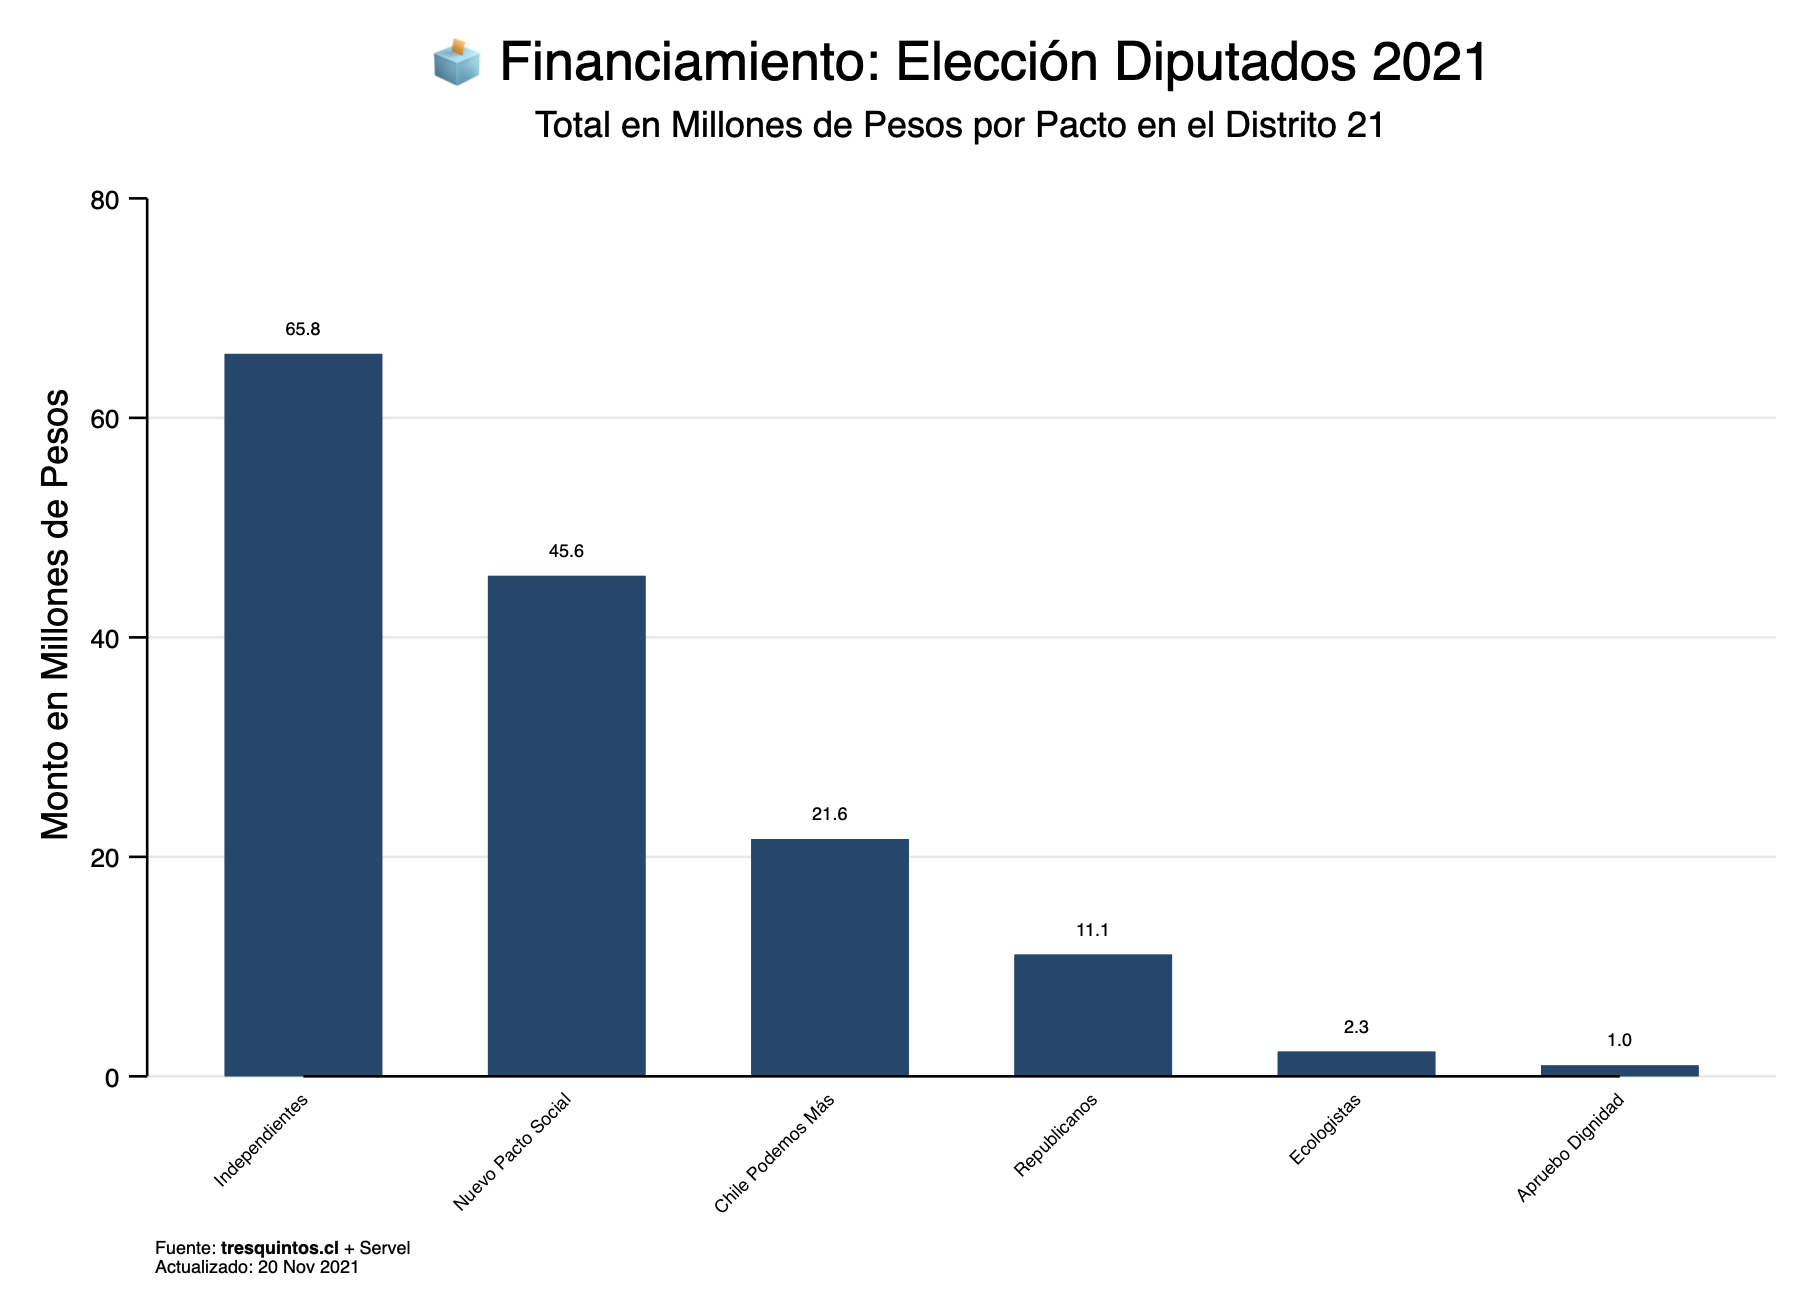 🗳️ Financiamiento: Elección Diputados 2021
Total en Millones de Pesos por Pacto en el Distrito 21
Monto en Millones de Pesos
80
60
40
20
0
65.8
45.6
21.6
11.1
2.3
1.0
Independientes
Nuevo Pacto Social
Chile Podemos Más
Republicanos
Ecologistas
Apruebo Dignidad
Fuente: tresquintos.cl + Servel
Actualizado: 20 Nov 2021